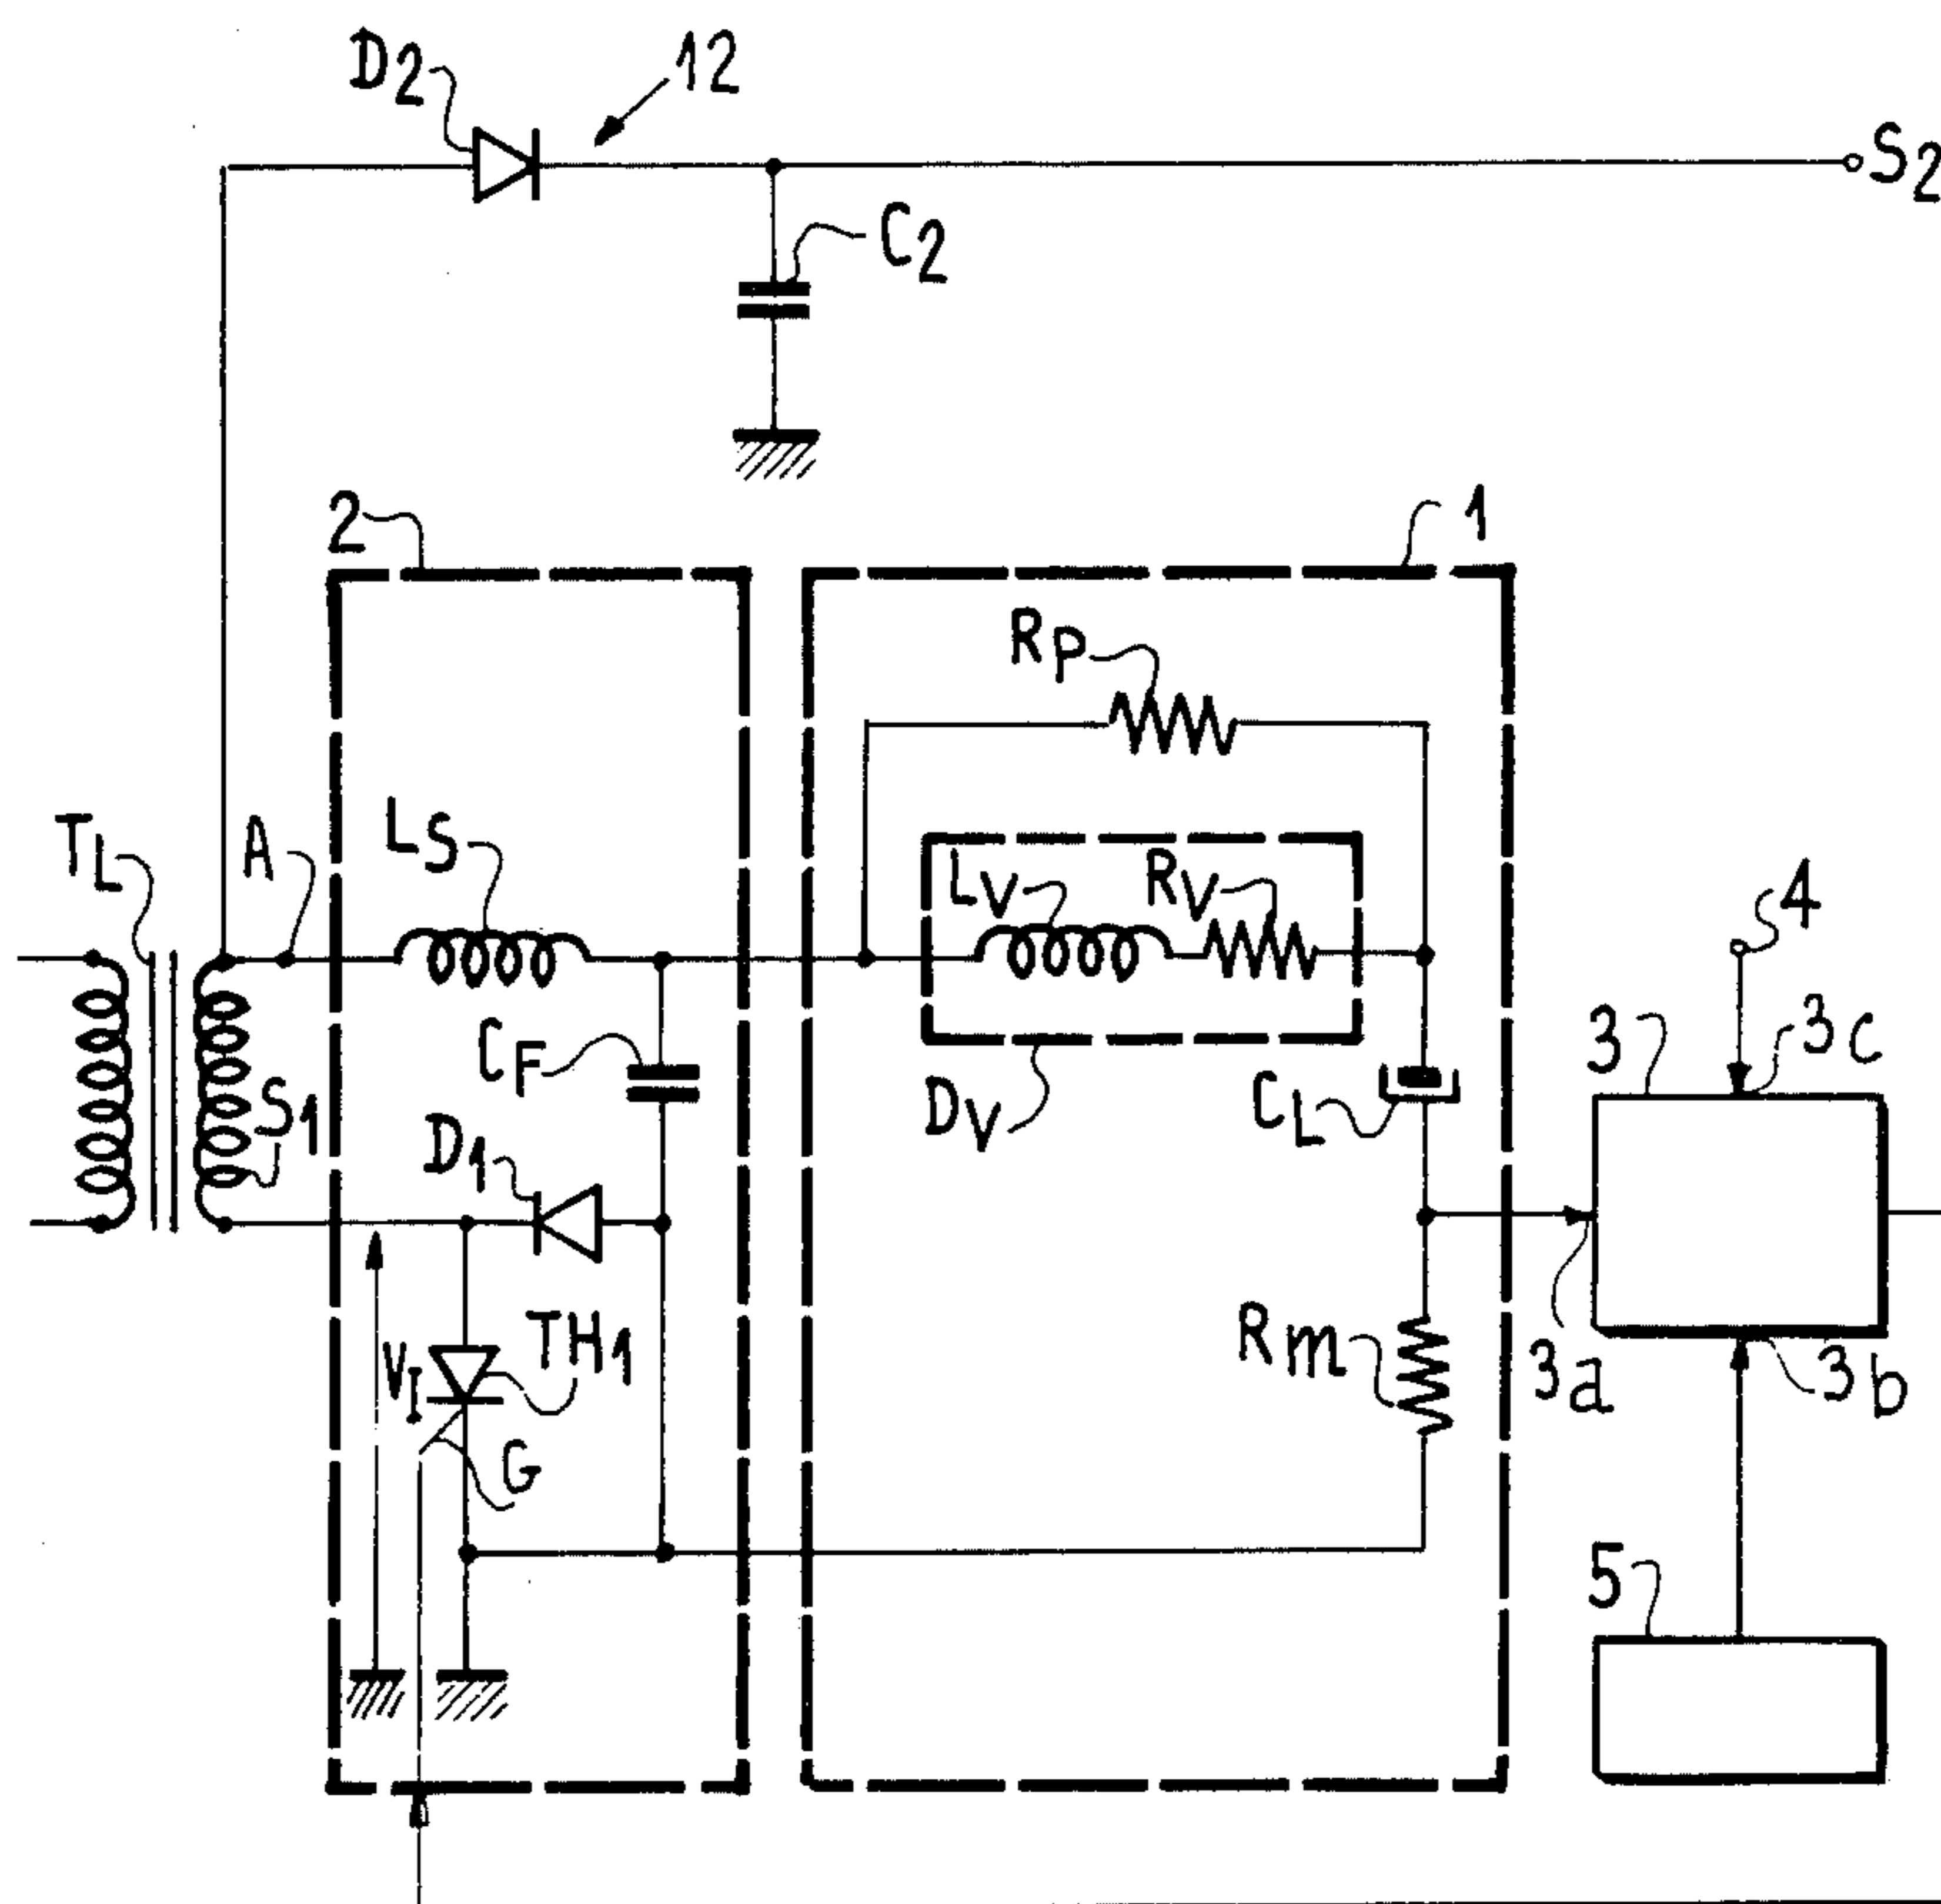 D2
12
S2
C2
2
1
RP
TL
A
LS
LV
RV
4
3
3c
CF
S1
D1
DV
CL
TH1
VI
Rm
3a
3b
G
5